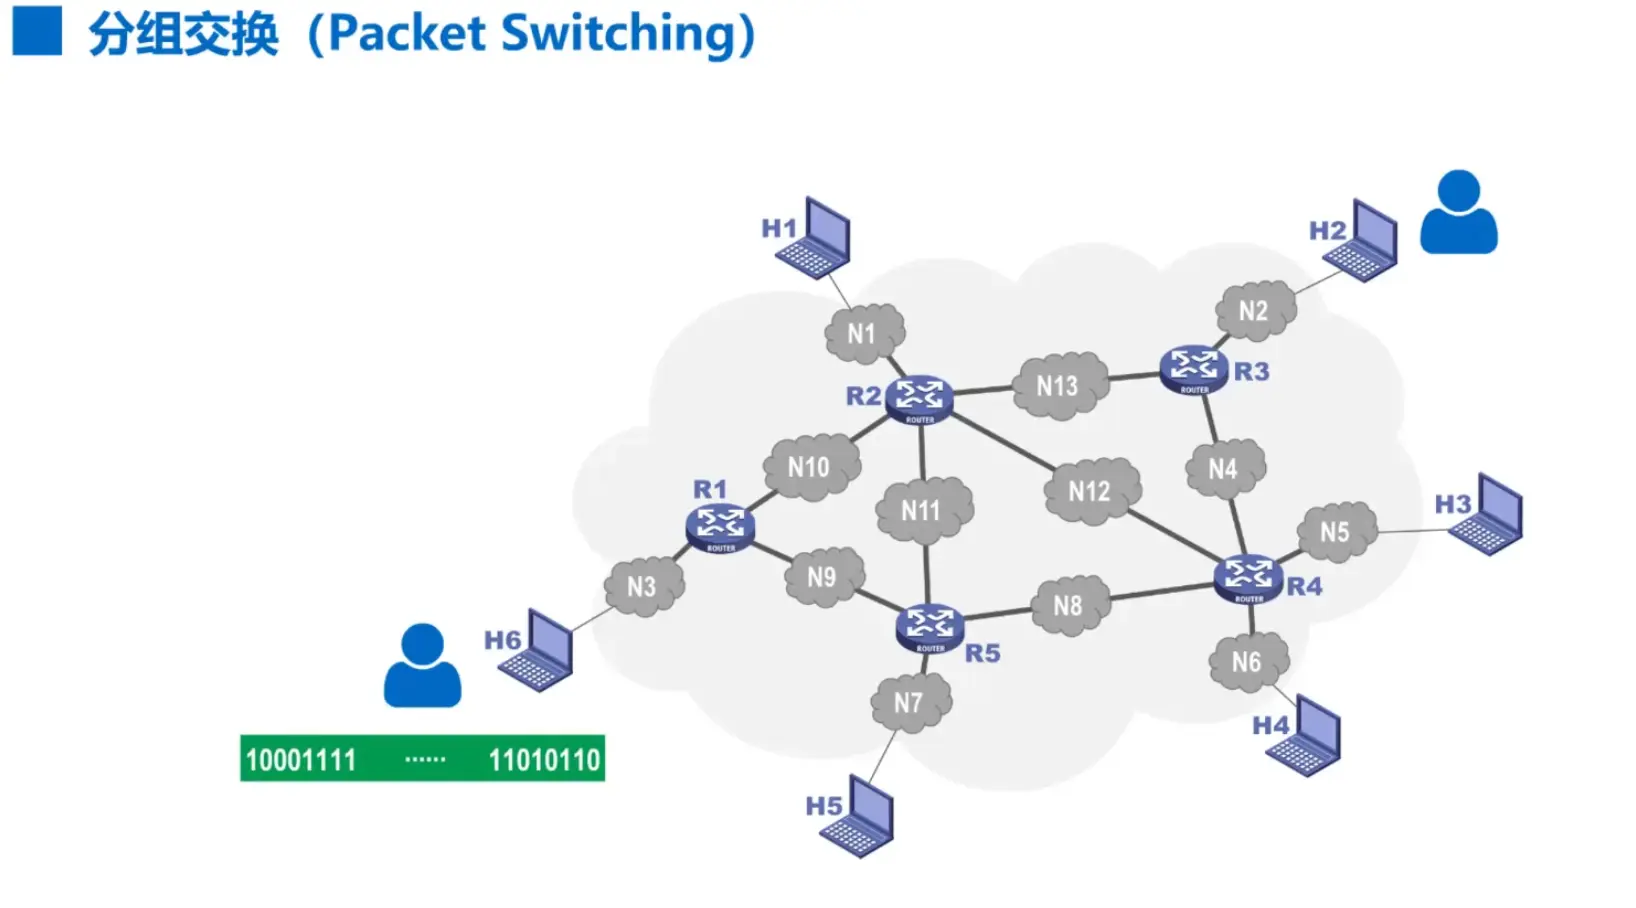 分组交换（Packet Switching）
H1
H2
N1
N2
R2
N13
R3
N10
N12
N4
R1
N11
H3
N5
N3
N9
N8
R4
H6
R5
N6
N7
H4
10001111 ······ 11010110
H5
ROUTER
ROUTER
ROUTER
ROUTER
ROUTER